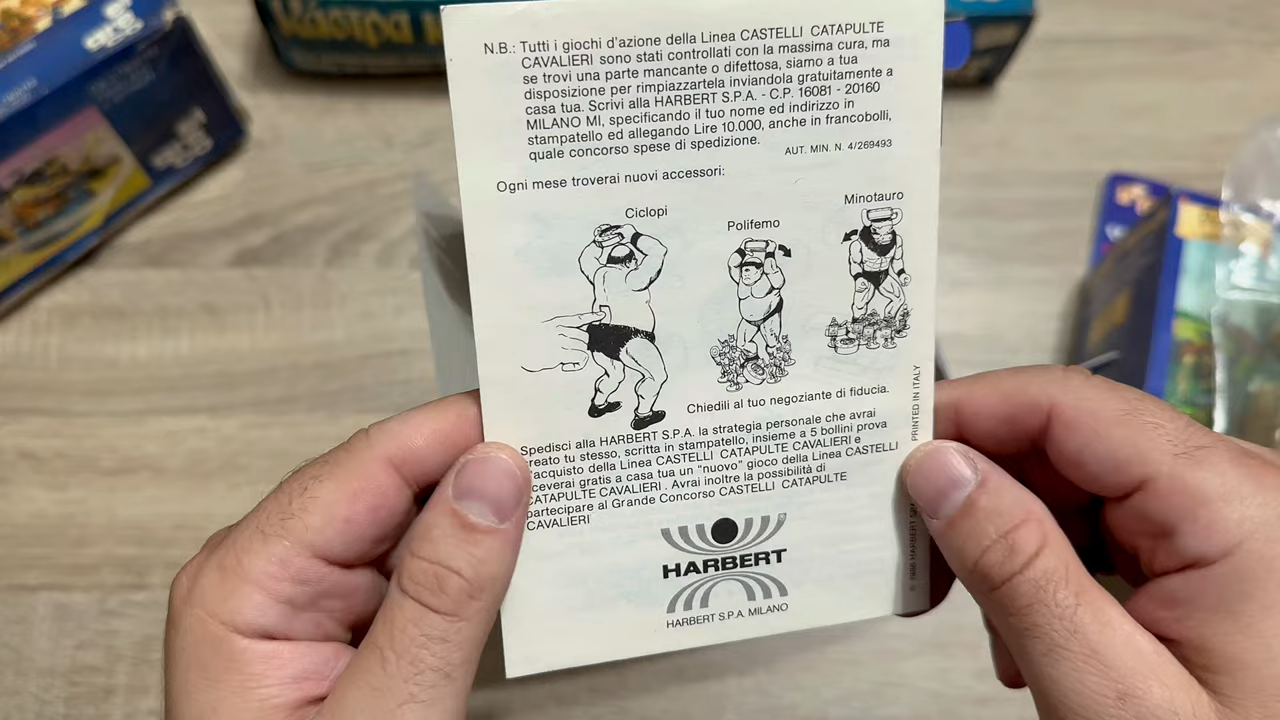 N.B.: Tutti i giochi d'azione della Linea CASTELLI CATAPULTE
CAVALIERI sono stati controllati con la massima cura, ma
se trovi una parte mancante o difettosa, siamo a tua
disposizione per rimpiazzartela inviandola gratuitamente a
casa tua. Scrivi alla HARBERT S.P.A. - C.P. 16081 - 20160
MILANO MI, specificando il tuo nome ed indirizzo in
stampatello ed allegando Lire 10.000, anche in francobolli,
quale concorso spese di spedizione.
AUT. MIN. N. 4/269493
Ogni mese troverai nuovi accessori:
Ciclopi
Polifemo
Minotauro
Chiedili al tuo negoziante di fiducia.
Spedisci alla HARBERT S.P.A. la strategia personale che avrai
reato tu stesso, scritta in stampatello, insieme a 5 bollini prova
acquisto della Linea CASTELLI CATAPULTE CAVALIERI e
ceverai gratis a casa tua un "nuovo" gioco della Linea CASTELLI
CATAPULTE CAVALIERI. Avrai inoltre la possibilità di
partecipare al Grande Concorso CASTELLI CATAPULTE
CAVALIERI
HARBERT
HARBERT S.P.A. MILANO
© 1986 HARBERT
PRINTED IN ITALY